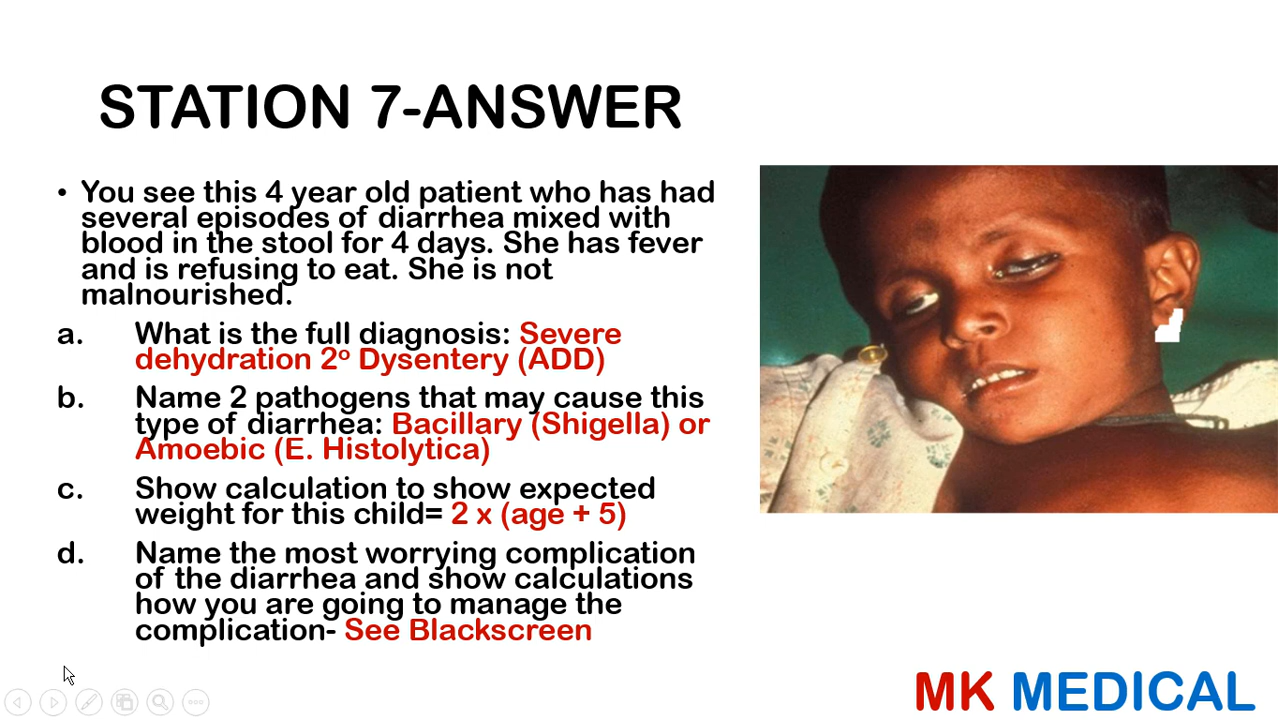 STATION 7-ANSWER
• You see this 4 year old patient who has had
several episodes of diarrhea mixed with
blood in the stool for 4 days. She has fever
and is refusing to eat. She is not
malnourished.
a. What is the full diagnosis: Severe
dehydration 2º Dysentery (ADD)
b. Name 2 pathogens that may cause this
type of diarrhea: Bacillary (Shigella) or
Amoebic (E. Histolytica)
c. Show calculation to show expected
weight for this child= 2 x (age + 5)
d. Name the most worrying complication
of the diarrhea and show calculations
how you are going to manage the
complication- See Blackscreen
MK MEDICAL